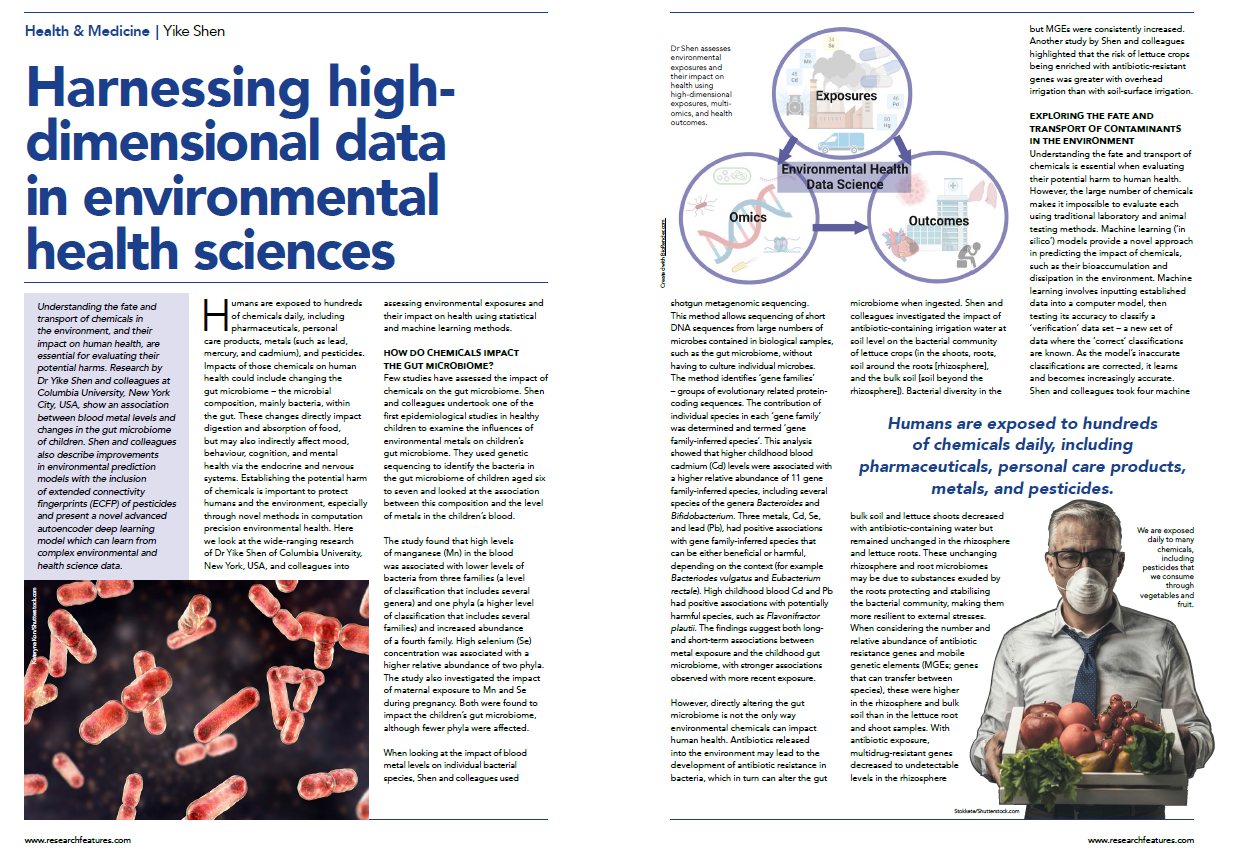 Health & Medicine | Yike Shen
Harnessing high-
dimensional data
in environmental
health sciences
Understanding the fate and
transport of chemicals in
the environment, and their
impact on human health, are
essential for evaluating their
potential harms. Research by
Dr Yike Shen and colleagues at
Columbia University, New York
City, USA, show an association
between blood metal levels and
changes in the gut microbiome
of children. Shen and colleagues
also describe improvements
in environmental prediction
models with the inclusion
of extended connectivity
fingerprints (ECFP) of pesticides
and present a novel advanced
autoencoder deep learning
model which can learn from
complex environmental and
health science data.
Humans are exposed to hundreds
of chemicals daily, including
pharmaceuticals, personal
care products, metals (such as lead,
mercury, and cadmium), and pesticides.
Impacts of those chemicals on human
health could include changing the
gut microbiome – the microbial
composition, mainly bacteria, within
the gut. These changes directly impact
digestion and absorption of food,
but may also indirectly affect mood,
behaviour, cognition, and mental
health via the endocrine and nervous
systems. Establishing the potential harm
of chemicals is important to protect
humans and the environment, especially
through novel methods in computation
precision environmental health. Here
we look at the wide-ranging research
of Dr Yike Shen of Columbia University,
New York, USA, and colleagues into
assessing environmental exposures and
their impact on health using statistical
and machine learning methods.
HOW DO CHEMICALS IMPACT
THE GUT MICROBIOME?
Few studies have assessed the impact of
chemicals on the gut microbiome. Shen
and colleagues undertook one of the
first epidemiological studies in healthy
children to examine the influences of
environmental metals on children's
gut microbiome. They used genetic
sequencing to identify the bacteria in
the gut microbiome of children aged six
to seven and looked at the association
between this composition and the level
of metals in the children's blood.
The study found that high levels
of manganese (Mn) in the blood
was associated with lower levels of
bacteria from three families (a level
of classification that includes several
genera) and one phyla (a higher level
of classification that includes several
families) and increased abundance
of a fourth family. High selenium (Se)
concentration was associated with a
higher relative abundance of two phyla.
The study also investigated the impact
of maternal exposure to Mn and Se
during pregnancy. Both were found to
impact the children's gut microbiome,
although fewer phyla were affected.
When looking at the impact of blood
metal levels on individual bacterial
species, Shen and colleagues used
Kateryna Kon/Shutterstock.com
www.researchfeatures.com
Dr Shen assesses
environmental
exposures and
their impact on
health using
high-dimensional
exposures, multi-
omics, and health
outcomes.
34
Se
25
Mn
48
Cd
46
Pd
80
Hg
Exposures
Environmental Health
Data Science
Omics
Outcomes
Created with BioRender.com
shotgun metagenomic sequencing.
This method allows sequencing of short
DNA sequences from large numbers of
microbes contained in biological samples,
such as the gut microbiome, without
having to culture individual microbes.
The method identifies 'gene families'
– groups of evolutionary related protein-
coding sequences. The contribution of
individual species in each 'gene family'
was determined and termed 'gene
family-inferred species'. This analysis
showed that higher childhood blood
cadmium (Cd) levels were associated with
a higher relative abundance of 11 gene
family-inferred species, including several
species of the genera Bacteroides and
Bifidobacterium. Three metals, Cd, Se,
and lead (Pb), had positive associations
with gene family-inferred species that
can be either beneficial or harmful,
depending on the context (for example
Bacteriodes vulgatus and Eubacterium
rectale). High childhood blood Cd and Pb
had positive associations with potentially
harmful species, such as Flavonifractor
plautii. The findings suggest both long-
and short-term associations between
metal exposure and the childhood gut
microbiome, with stronger associations
observed with more recent exposure.
However, directly altering the gut
microbiome is not the only way
environmental chemicals can impact
human health. Antibiotics released
into the environment may lead to the
development of antibiotic resistance in
bacteria, which in turn can alter the gut
microbiome when ingested. Shen and
colleagues investigated the impact of
antibiotic-containing irrigation water at
soil level on the bacterial community
of lettuce crops (in the shoots, roots,
soil around the roots [rhizosphere],
and the bulk soil [soil beyond the
rhizosphere]). Bacterial diversity in the
Humans are exposed to hundreds
of chemicals daily, including
pharmaceuticals, personal care products,
metals, and pesticides.
bulk soil and lettuce shoots decreased
with antibiotic-containing water but
remained unchanged in the rhizosphere
and lettuce roots. These unchanging
rhizosphere and root microbiomes
may be due to substances exuded by
the roots protecting and stabilising
the bacterial community, making them
more resilient to external stresses.
When considering the number and
relative abundance of antibiotic
resistance genes and mobile
genetic elements (MGEs; genes
that can transfer between
species), these were higher
in the rhizosphere and bulk
soil than in the lettuce root
and shoot samples. With
antibiotic exposure,
multidrug-resistant genes
decreased to undetectable
levels in the rhizosphere
but MGEs were consistently increased.
Another study by Shen and colleagues
highlighted that the risk of lettuce crops
being enriched with antibiotic-resistant
genes was greater with overhead
irrigation than with soil-surface irrigation.
EXPLORING THE FATE AND
TRANSPORT OF CONTAMINANTS
IN THE ENVIRONMENT
Understanding the fate and transport of
chemicals is essential when evaluating
their potential harm to human health.
However, the large number of chemicals
makes it impossible to evaluate each
using traditional laboratory and animal
testing methods. Machine learning ('in
silico') models provide a novel approach
in predicting the impact of chemicals,
such as their bioaccumulation and
dissipation in the environment. Machine
learning involves inputting established
data into a computer model, then
testing its accuracy to classify a
'verification' data set – a new set of
data where the 'correct' classifications
are known. As the model's inaccurate
classifications are corrected, it learns
and becomes increasingly accurate.
Shen and colleagues took four machine
We are exposed
daily to many
chemicals,
including
pesticides that
we consume
through
vegetables and
fruit.
Stokkete/Shutterstock.com
www.researchfeatures.com